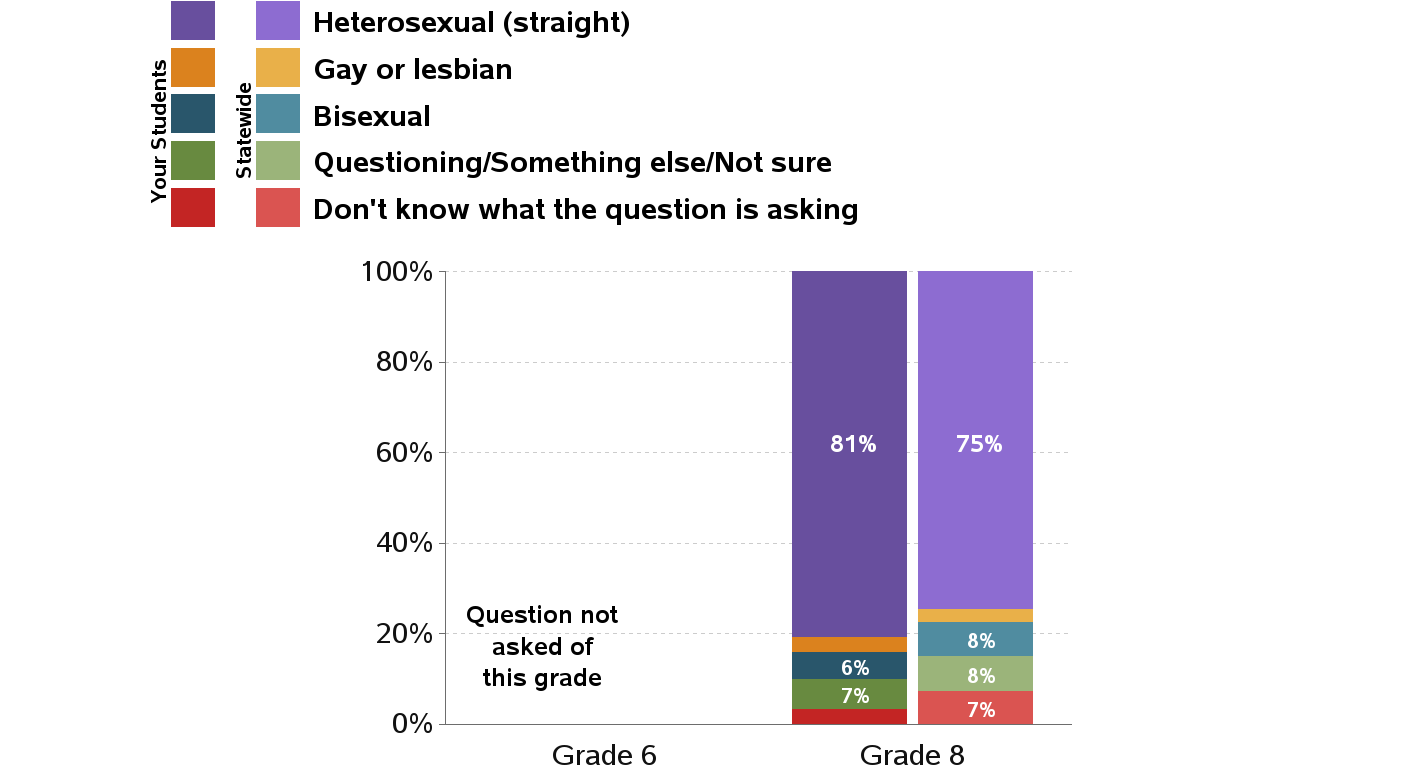 Your Students
Statewide
Heterosexual (straight)
Gay or lesbian
Bisexual
Questioning/Something else/Not sure
Don't know what the question is asking
100%
80%
60%
40%
20%
0%
81%
75%
6%
8%
7%
8%
7%
Question not
asked of
this grade
Grade 6
Grade 8